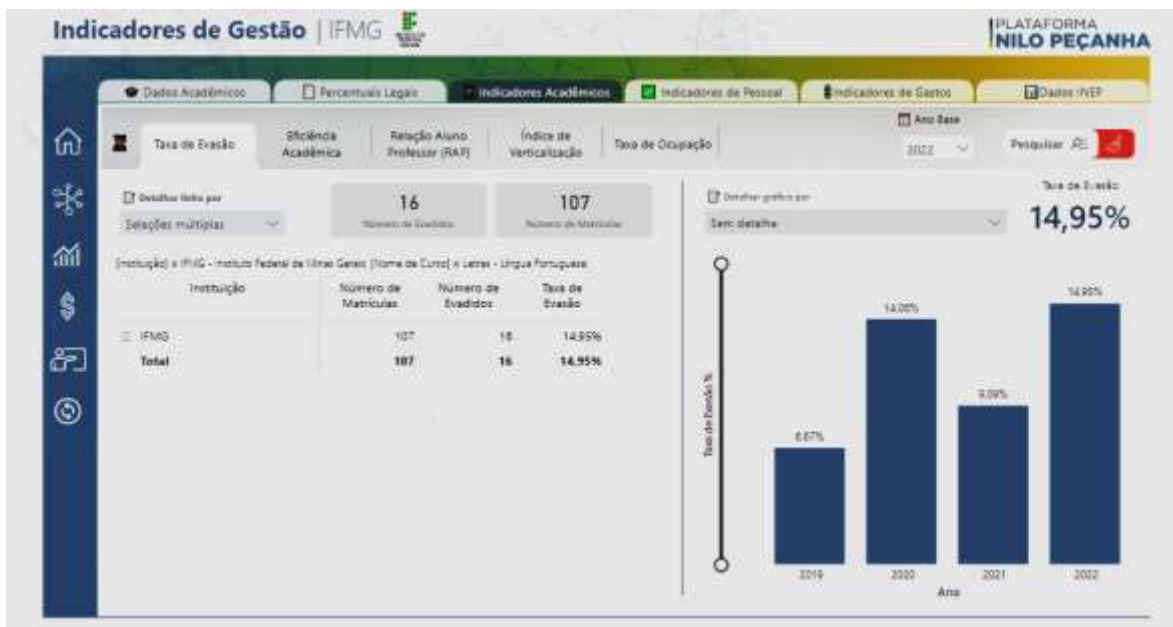 Indicadores de Gestão | IFMG
PLATAFORMA
NILO PEÇANHA
Dados Acadêmicos
Percentuais Legais
Indicadores Acadêmicos
Indicadores de Pessoal
Indicadores de Gastos
Dados INEP
Taxa de Evasão
Eficiência
Acadêmica
Relação Aluno
Professor (RAP)
Índice de
Verticalização
Taxa de Ocupação
Ano Base
2022
Pesquisar
Detalhar linha por
Seleções múltiplas
16
Número de Evadidos
107
Número de Matrículas
Detalhar gráfico por
Sem detalhe
Taxa de Evasão
14,95%
[Instituição] = IFMG - Instituto Federal de Minas Gerais [Nome de Curso] = Letras - Língua Portuguesa
Instituição
Número de
Matrículas
Número de
Evadidos
Taxa de
Evasão
IFMG 107 16 14,95%
Total 107 16 14,95%
Taxa de Evasão %
6,67%
14,08%
9,09%
14,95%
2019 2020 2021 2022
Ano